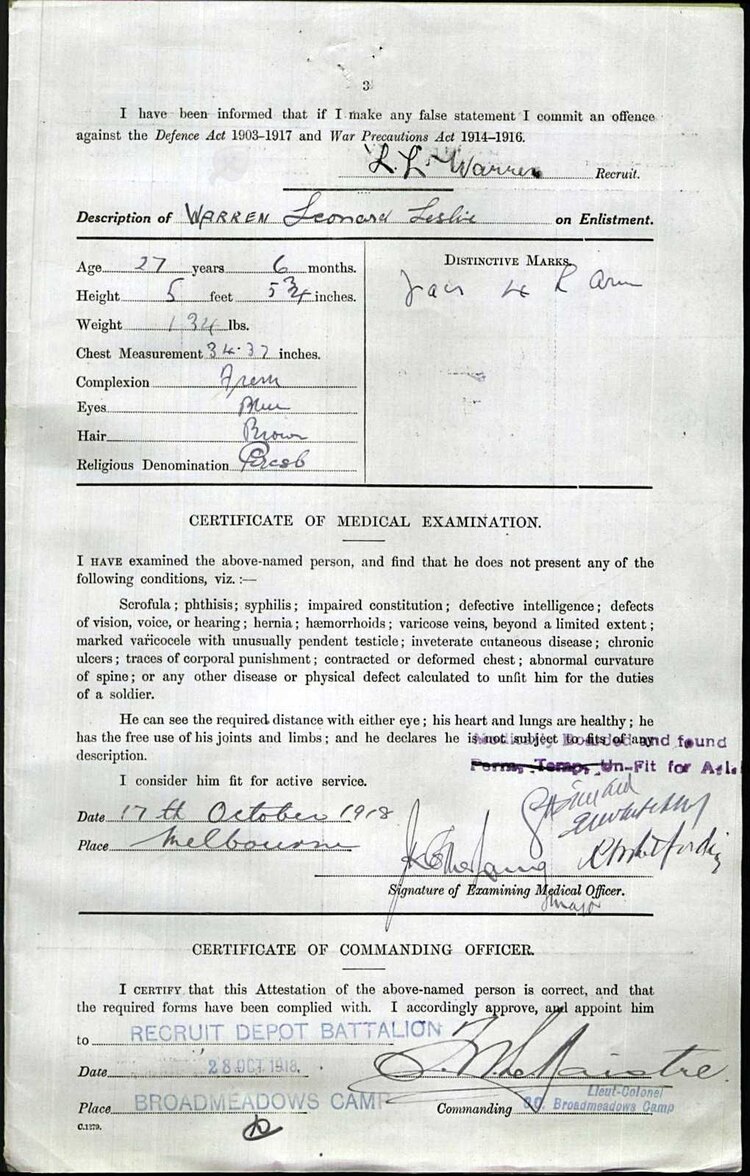 3
I have been informed that if I make any false statement I commit an offence
against the Defence Act 1903–1917 and War Precautions Act 1914–1916.
L. L. Warren Recruit.
Description of WARREN Leonard Leslie on Enlistment.
Age 27 years 6 months.
Height 5 feet 5 3/4 inches.
Weight 134 lbs.
Chest Measurement 34-37 inches.
Complexion Fresh
Eyes Blue
Hair Brown
Religious Denomination Presb
DISTINCTIVE MARKS.
Vacs 4 L Arm
CERTIFICATE OF MEDICAL EXAMINATION.
I HAVE examined the above-named person, and find that he does not present any of the
following conditions, viz. :—
Scrofula ; phthisis ; syphilis ; impaired constitution ; defective intelligence ; defects
of vision, voice, or hearing ; hernia ; hæmorrhoids ; varicose veins, beyond a limited extent ;
marked varicocele with unusually pendent testicle ; inveterate cutaneous disease ; chronic
ulcers ; traces of corporal punishment ; contracted or deformed chest ; abnormal curvature
of spine ; or any other disease or physical defect calculated to unfit him for the duties
of a soldier.
He can see the required distance with either eye ; his heart and lungs are healthy ; he
has the free use of his joints and limbs ; and he declares he is not subject to fits of any
description.
Boarded and found
Perm, Temp, Un-Fit for A.I.
I consider him fit for active service.
Date 17th October 1918
Place Melbourne
Signature of Examining Medical Officer.
Major
CERTIFICATE OF COMMANDING OFFICER.
I CERTIFY that this Attestation of the above-named person is correct, and that
the required forms have been complied with. I accordingly approve, and appoint him
to RECRUIT DEPOT BATTALION
Date 28 OCT 1918
Place BROADMEADOWS CAMP
Commanding
Lieut-Colonel
O.C. Broadmeadows Camp
C.1279.